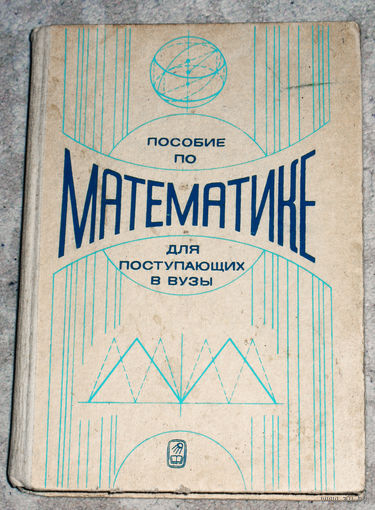 ПОСОБИЕ
ПО
МАТЕМАТИКЕ
ДЛЯ
ПОСТУПАЮЩИХ
В ВУЗЫ